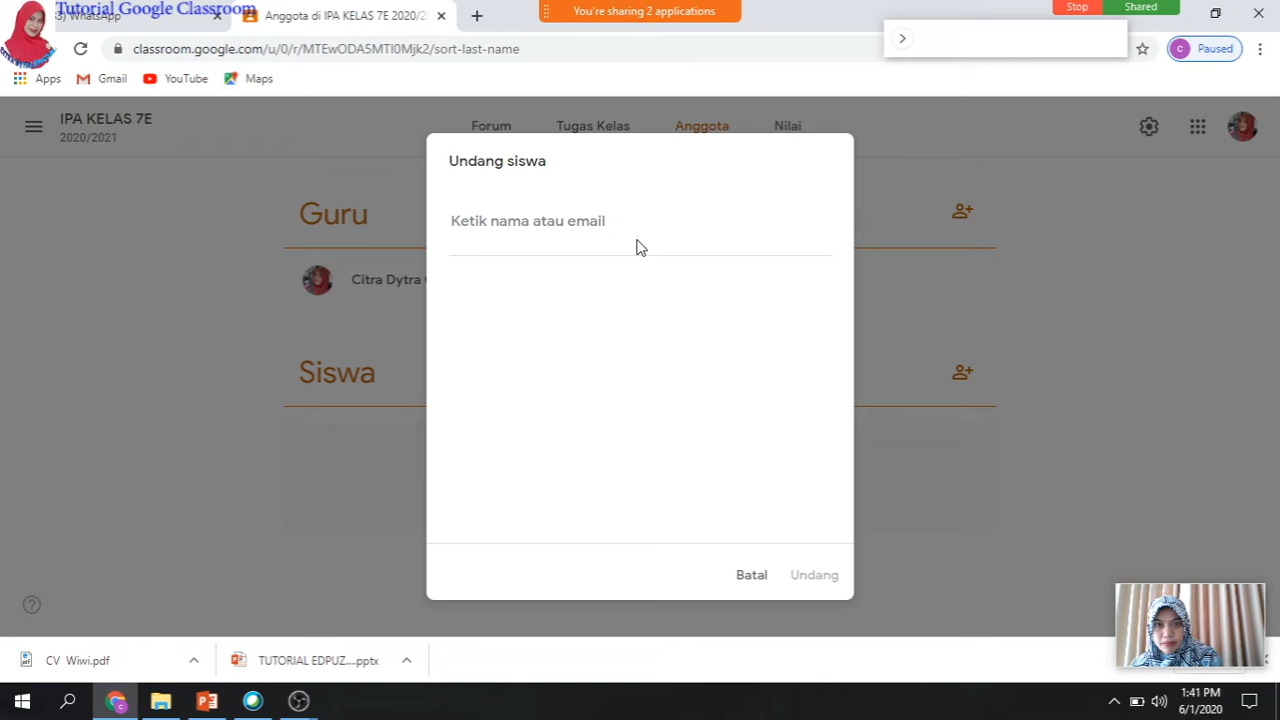 Tutorial Google Classroom
3) WhatsApp
Anggota di IPA KELAS 7E 2020/2
You're sharing 2 applications
Stop
Shared
classroom.google.com/u/0/r/MTEwODA5MTI0Mjk2/sort-last-name
C
Paused
Apps
Gmail
YouTube
Maps
IPA KELAS 7E
2020/2021
Forum
Tugas Kelas
Anggota
Nilai
Undang siswa
Ketik nama atau email
Guru
Citra Dytra
Siswa
Batal
Undang
CV Wiwi.pdf
TUTORIAL EDPUZ....pptx
1:41 PM
6/1/2020